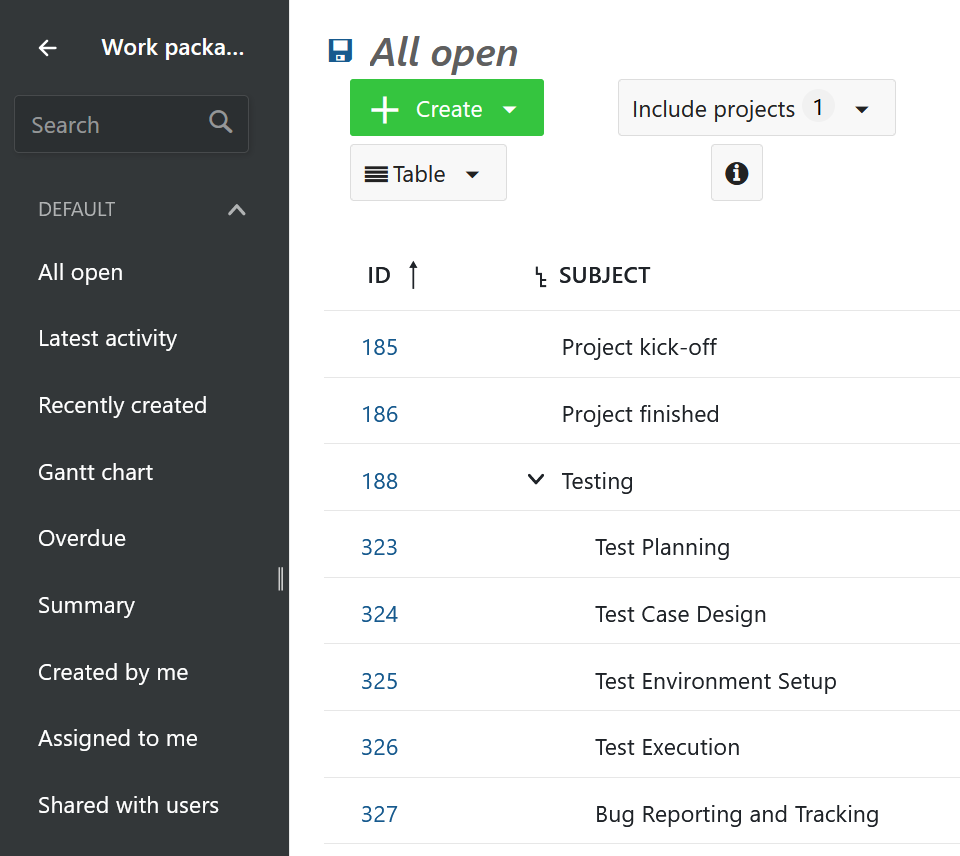 Work packa...
Search
DEFAULT
All open
Latest activity
Recently created
Gantt chart
Overdue
Summary
Created by me
Assigned to me
Shared with users
All open
Create
Include projects 1
Table
ID SUBJECT
185 Project kick-off
186 Project finished
188 Testing
323 Test Planning
324 Test Case Design
325 Test Environment Setup
326 Test Execution
327 Bug Reporting and Tracking